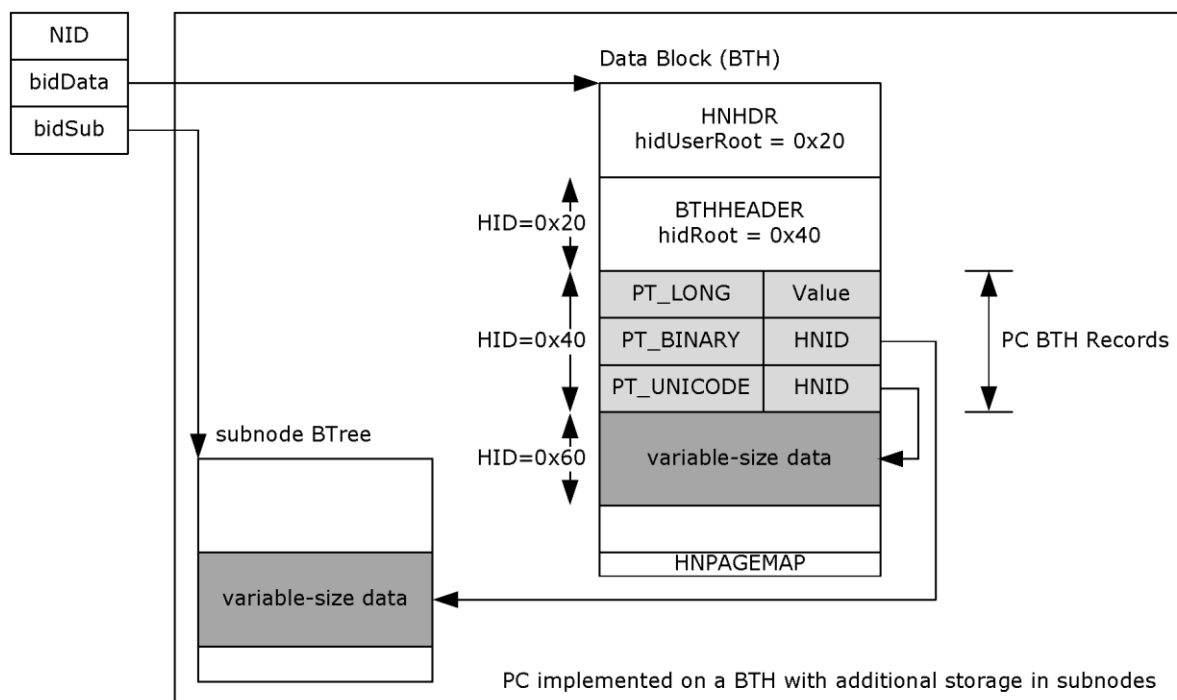 NID
bidData
bidSub
Data Block (BTH)
HNHDR
hidUserRoot = 0x20
HID=0x20
BTHHEADER
hidRoot = 0x40
HID=0x40
PT_LONG Value
PT_BINARY HNID
PT_UNICODE HNID
PC BTH Records
HID=0x60
variable-size data
HNPAGEMAP
subnode BTree
variable-size data
PC implemented on a BTH with additional storage in subnodes